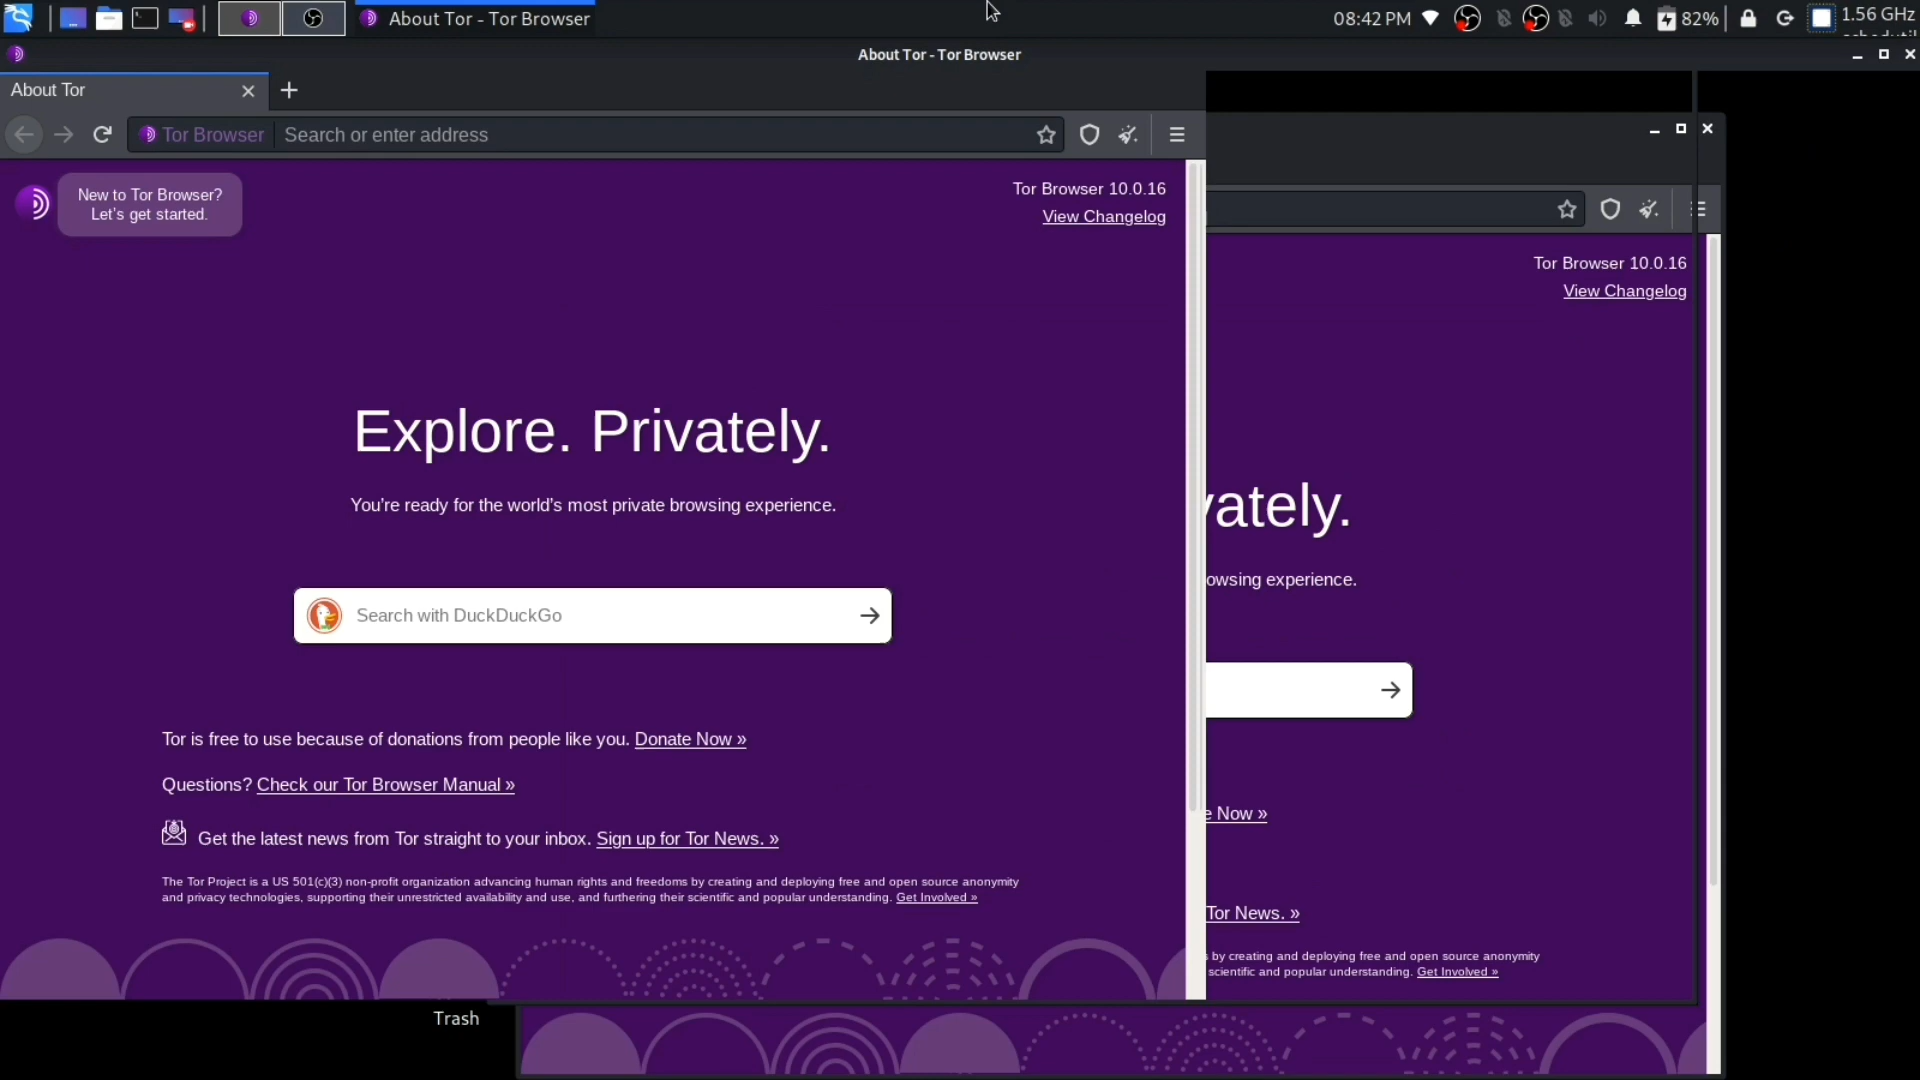 About Tor - Tor Browser
08:42 PM
82%
1.56 GHz
About Tor - Tor Browser
About Tor
Tor Browser
Search or enter address
New to Tor Browser?
Let's get started.
Tor Browser 10.0.16
View Changelog
Explore. Privately.
You're ready for the world's most private browsing experience.
Search with DuckDuckGo
Tor is free to use because of donations from people like you. Donate Now »
Questions? Check our Tor Browser Manual »
Get the latest news from Tor straight to your inbox. Sign up for Tor News. »
The Tor Project is a US 501(c)(3) non-profit organization advancing human rights and freedoms by creating and deploying free and open source anonymity
and privacy technologies, supporting their unrestricted availability and use, and furthering their scientific and popular understanding. Get Involved »
Tor Browser 10.0.16
View Changelog
vately.
owsing experience.
e Now »
Tor News. »
by creating and deploying free and open source anonymity
scientific and popular understanding. Get Involved »
Trash